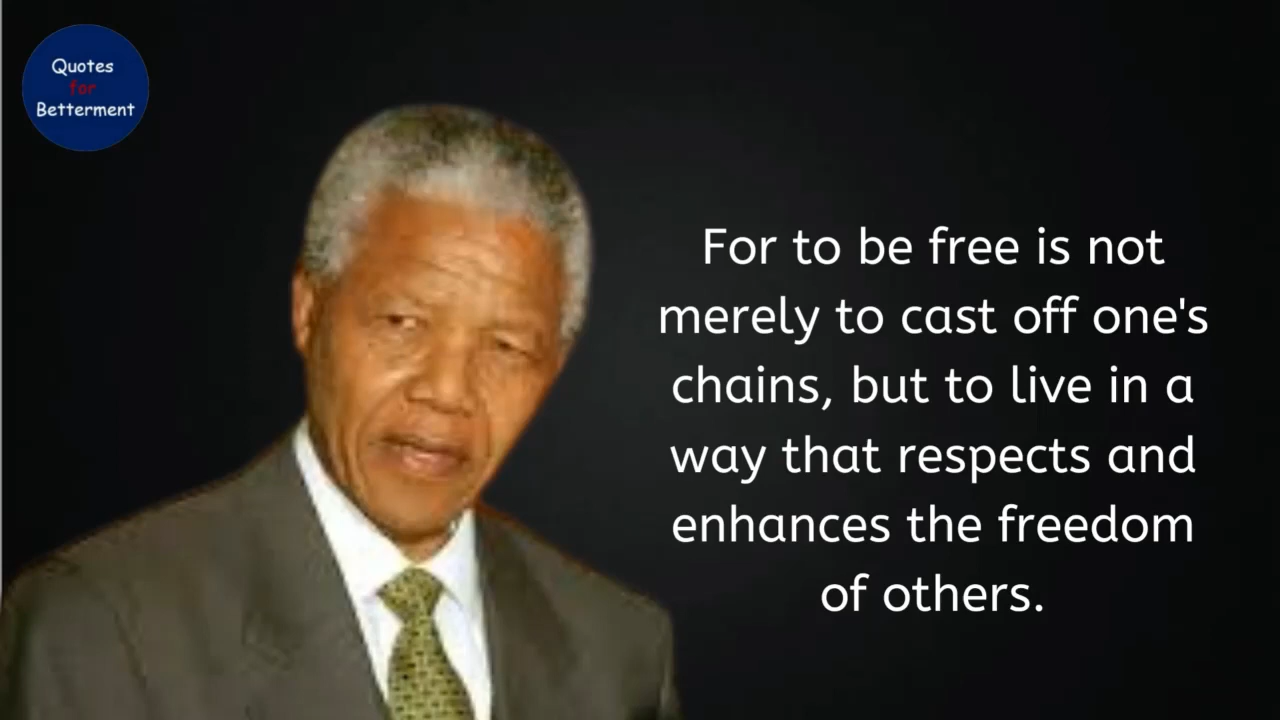 Quotes
for
Betterment
For to be free is not
merely to cast off one's
chains, but to live in a
way that respects and
enhances the freedom
of others.